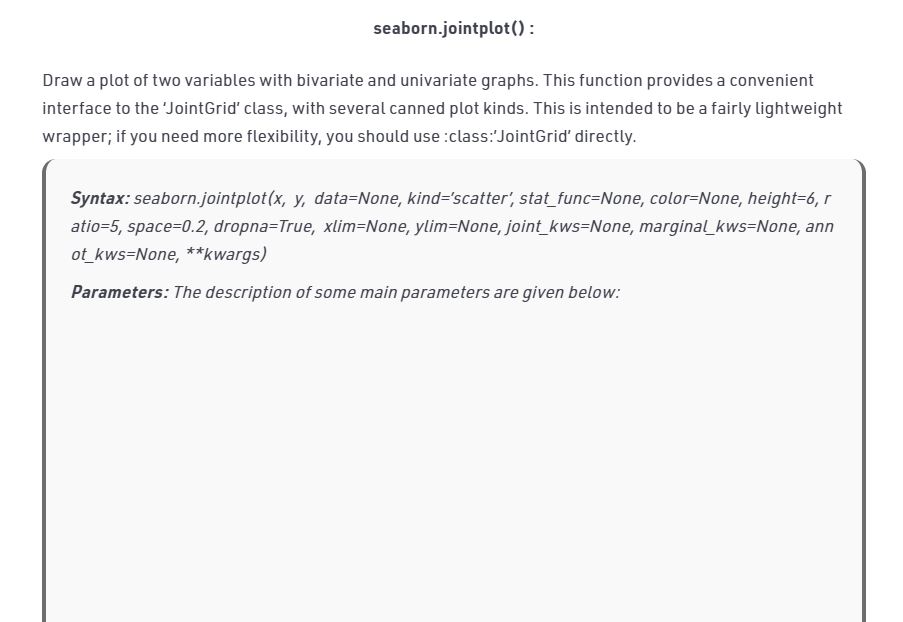 seaborn.jointplot() :
Draw a plot of two variables with bivariate and univariate graphs. This function provides a convenient
interface to the ‘JointGrid’ class, with several canned plot kinds. This is intended to be a fairly lightweight
wrapper; if you need more flexibility, you should use :class:’JointGrid’ directly.
Syntax: seaborn.jointplot(x,  y,  data=None, kind=’scatter’, stat_func=None, color=None, height=6, r
atio=5, space=0.2, dropna=True,  xlim=None, ylim=None, joint_kws=None, marginal_kws=None, ann
ot_kws=None, **kwargs)
Parameters: The description of some main parameters are given below: